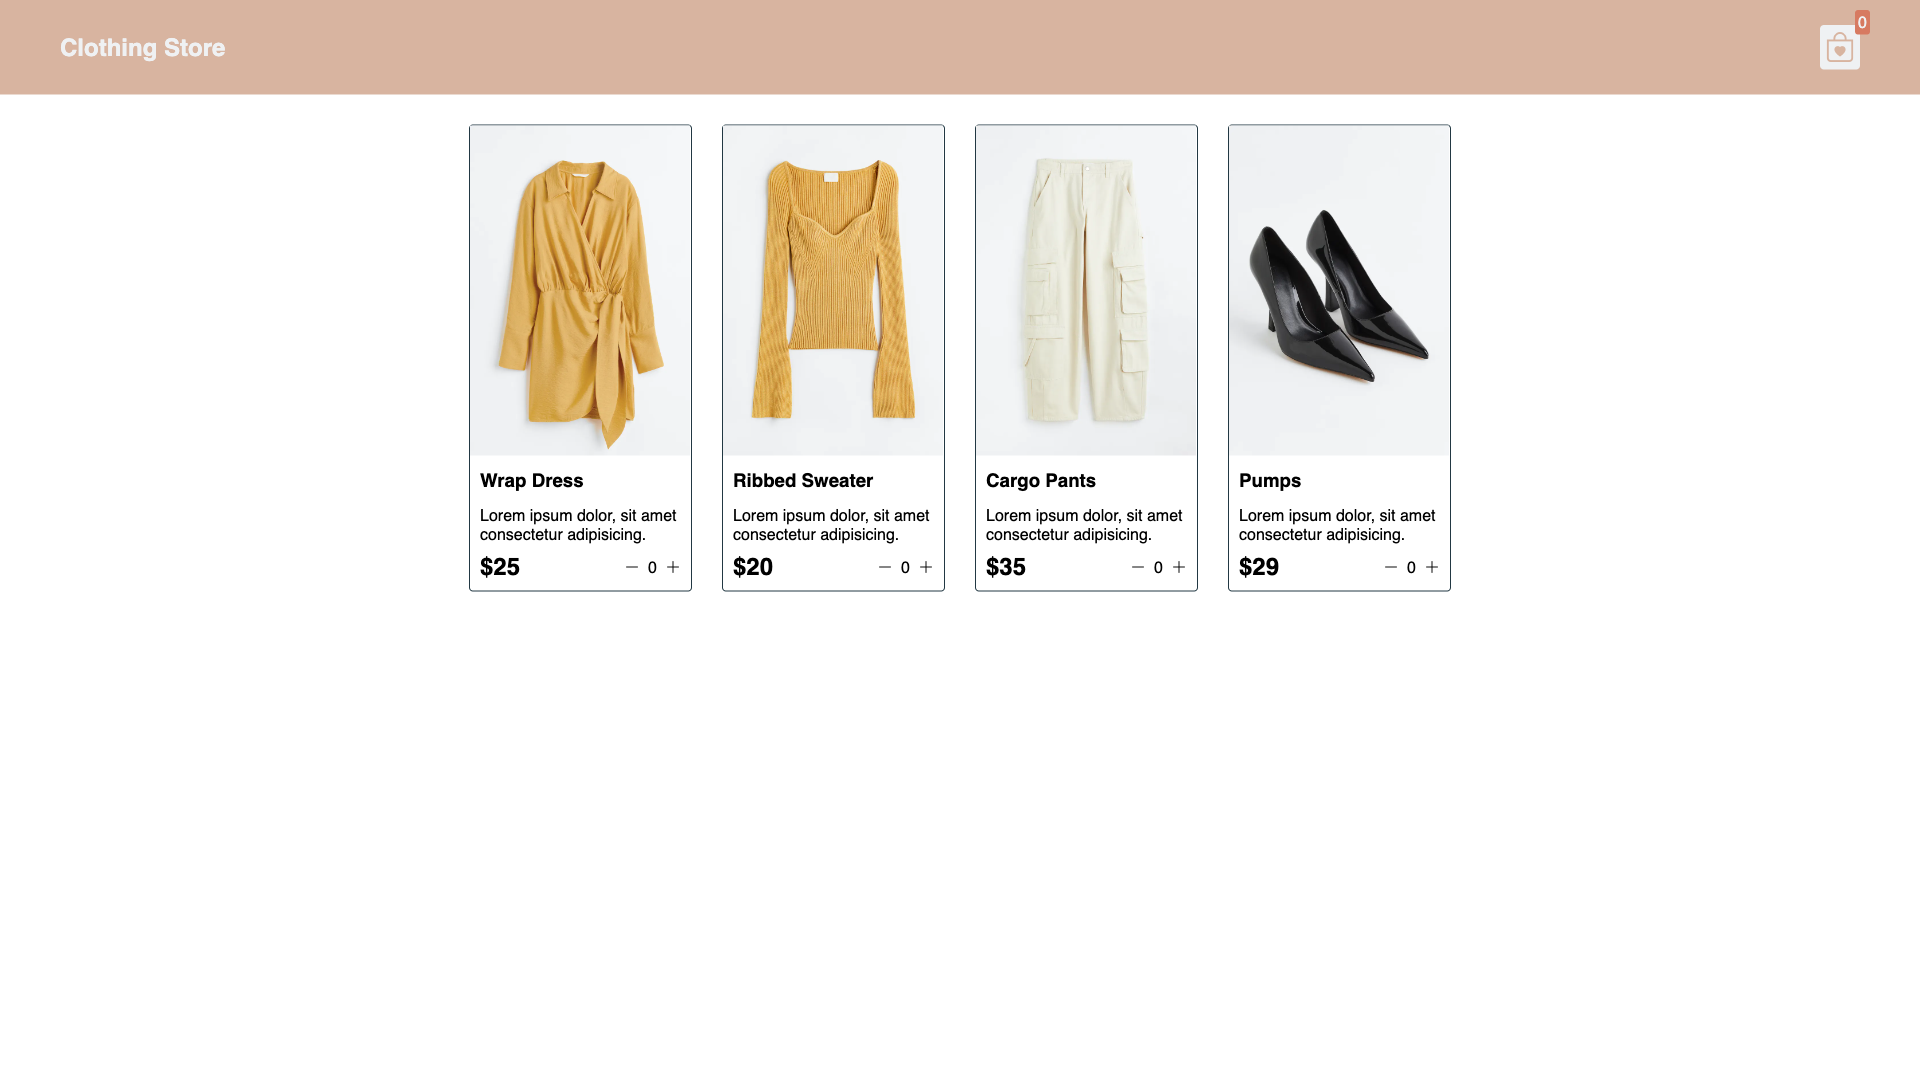 Clothing Store
0
Wrap Dress
Lorem ipsum dolor, sit amet
consectetur adipisicing.
$25
0
Ribbed Sweater
Lorem ipsum dolor, sit amet
consectetur adipisicing.
$20
0
Cargo Pants
Lorem ipsum dolor, sit amet
consectetur adipisicing.
$35
0
Pumps
Lorem ipsum dolor, sit amet
consectetur adipisicing.
$29
0